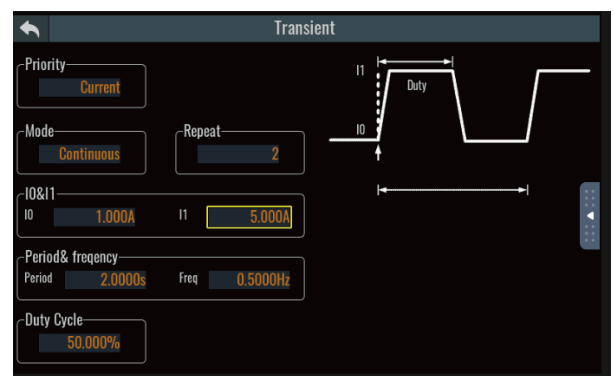 Transient
Priority
Current
Mode
Continuous
Repeat
2
I0&I1
I0 1.000A I1 5.000A
Period& freqency
Period 2.0000s Freq 0.5000Hz
Duty Cycle
50.000%
I1
Duty
I0